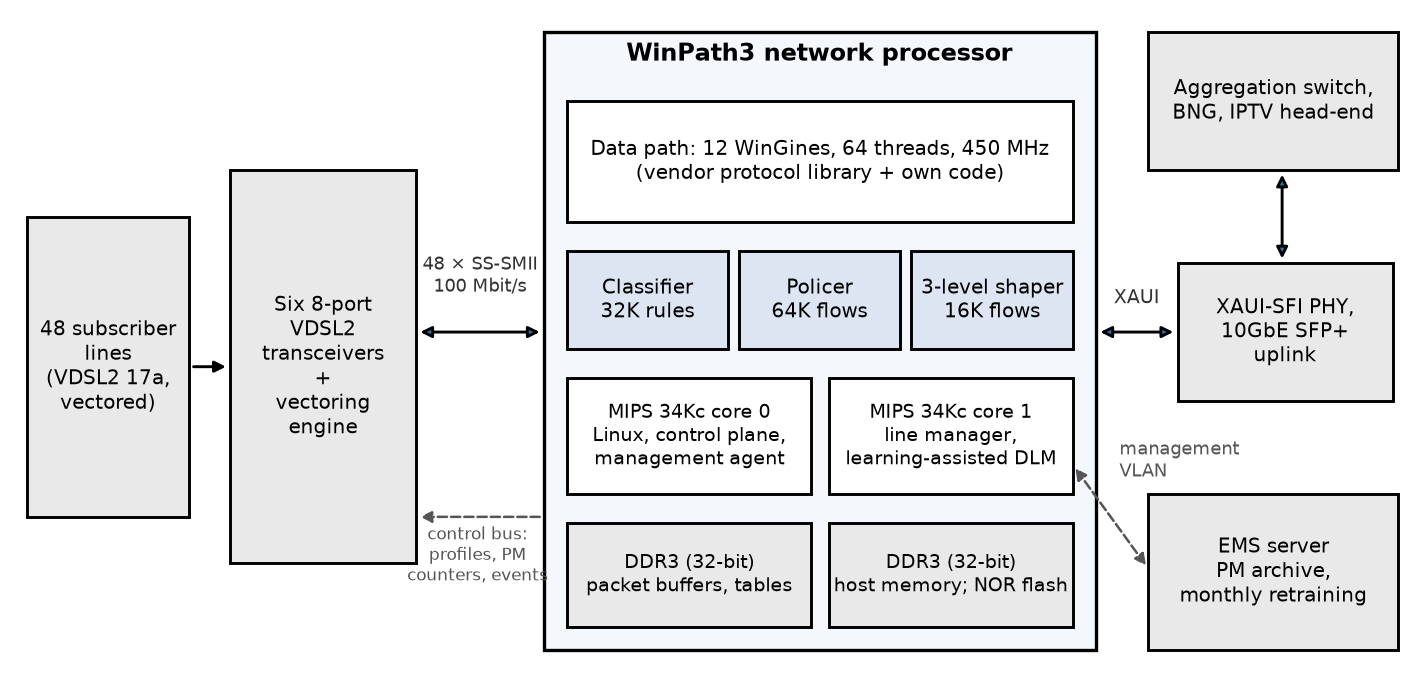 WinPath3 network processor
Data path: 12 WinGines, 64 threads, 450 MHz
(vendor protocol library + own code)
Classifier
32K rules
Policer
64K flows
3-level shaper
16K flows
MIPS 34Kc core 0
Linux, control plane,
management agent
MIPS 34Kc core 1
line manager,
learning-assisted DLM
DDR3 (32-bit)
packet buffers, tables
DDR3 (32-bit)
host memory; NOR flash
48 subscriber
lines
(VDSL2 17a,
vectored)
Six 8-port
VDSL2
transceivers
+
vectoring
engine
48 × SS-SMII
100 Mbit/s
control bus:
profiles, PM
counters, events
XAUI
Aggregation switch,
BNG, IPTV head-end
XAUI-SFI PHY,
10GbE SFP+
uplink
management
VLAN
EMS server
PM archive,
monthly retraining